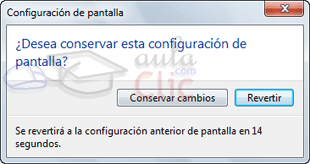 Configuración de pantalla
¿Desea conservar esta configuración de
pantalla?
aula
.com
Clic
Conservar cambios
Revertir
Se revertirá a la configuración anterior de pantalla en 14
segundos.